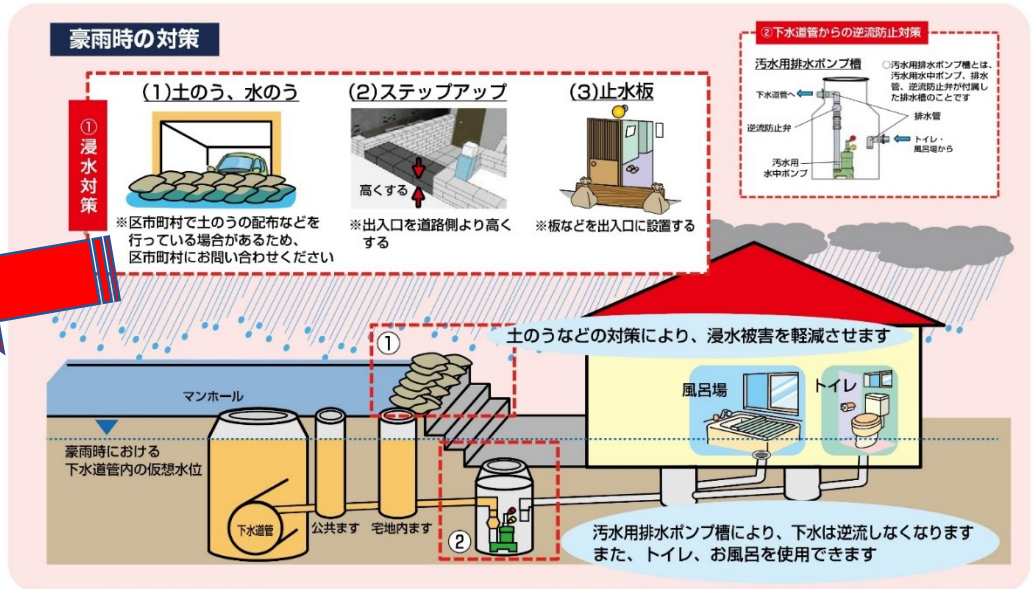 豪雨時の対策
①浸水対策
(1)土のう、水のう
※区市町村で土のうの配布などを
行っている場合があるため、
区市町村にお問い合わせください
(2)ステップアップ
高くする
※出入口を道路側より高く
する
(3)止水板
※板などを出入口に設置する
②下水道管からの逆流防止対策
汚水用排水ポンプ槽
○汚水用排水ポンプ槽とは、
汚水用水中ポンプ、排水
管、逆流防止弁が付属し
た排水槽のことです
下水道管へ
排水管
逆流防止弁
トイレ・
風呂場から
汚水用
水中ポンプ
①
土のうなどの対策により、浸水被害を軽減させます
風呂場
トイレ
マンホール
豪雨時における
下水道管内の仮想水位
下水道管
公共ます
宅地内ます
②
汚水用排水ポンプ槽により、下水は逆流しなくなります
また、トイレ、お風呂を使用できます